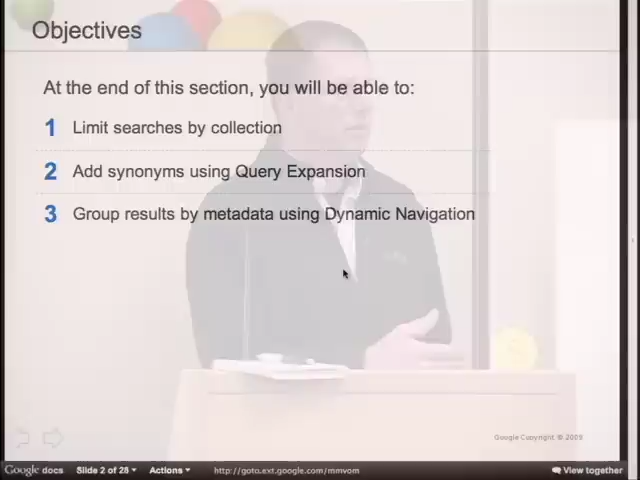 Objectives
At the end of this section, you will be able to:
1 Limit searches by collection
2 Add synonyms using Query Expansion
3 Group results by metadata using Dynamic Navigation
Google Copyright © 2009
Google docs Slide 2 of 28 Actions http://goto.ext.google.com/mmvom View together